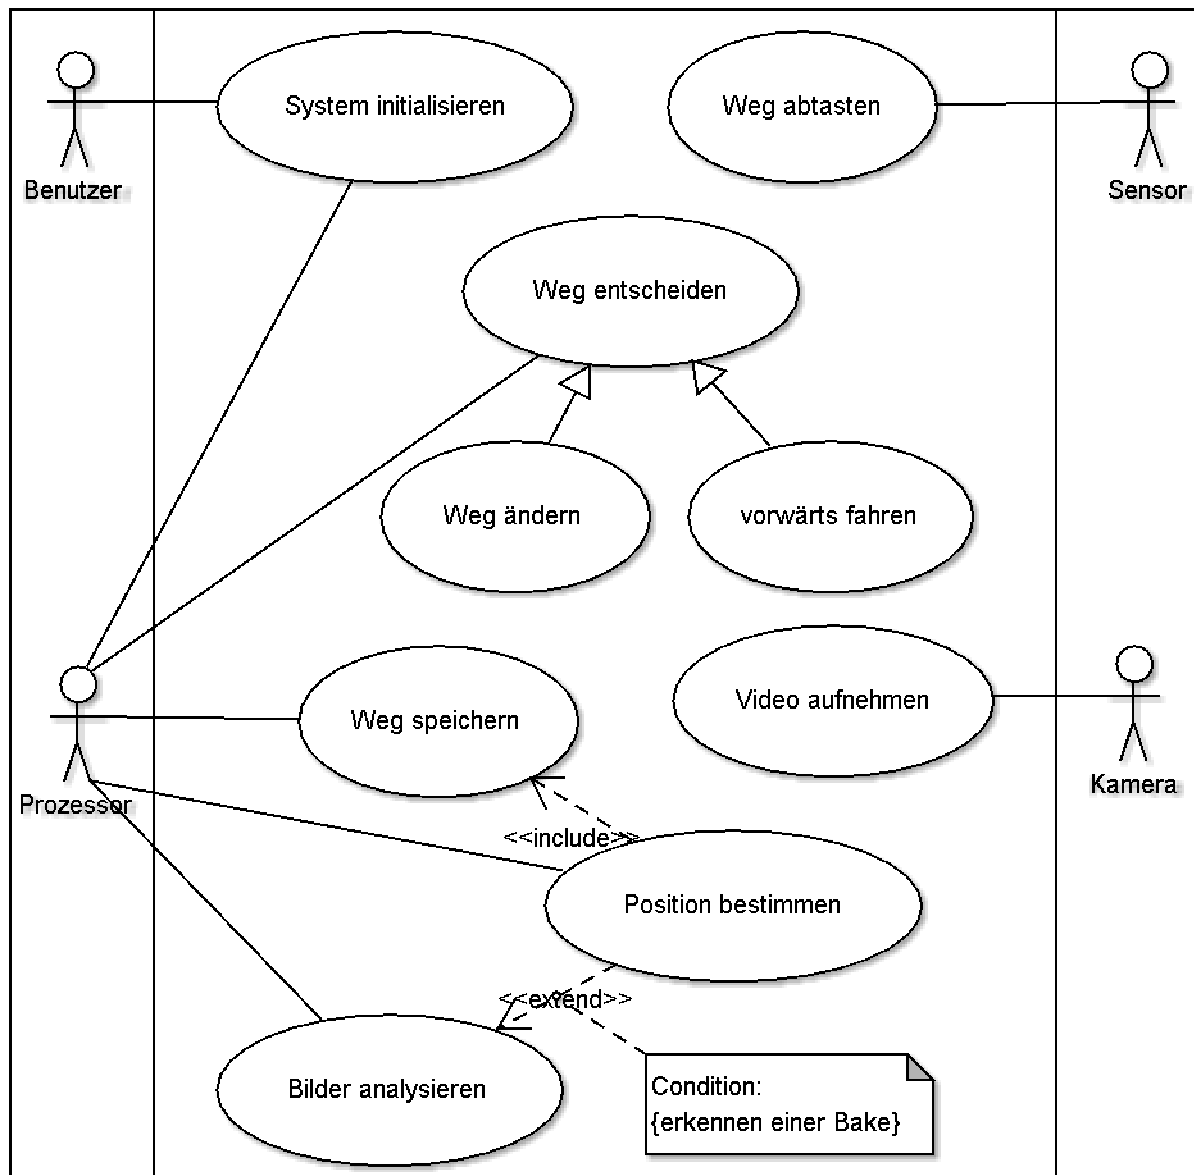 System initialisieren
Weg abtasten
Benutzer
Sensor
Weg entscheiden
Weg ändern
vorwärts fahren
Weg speichern
Video aufnehmen
Prozessor
Kamera
<<include>>
Position bestimmen
<<extend>>
Bilder analysieren
Condition:
{erkennen einer Bake}